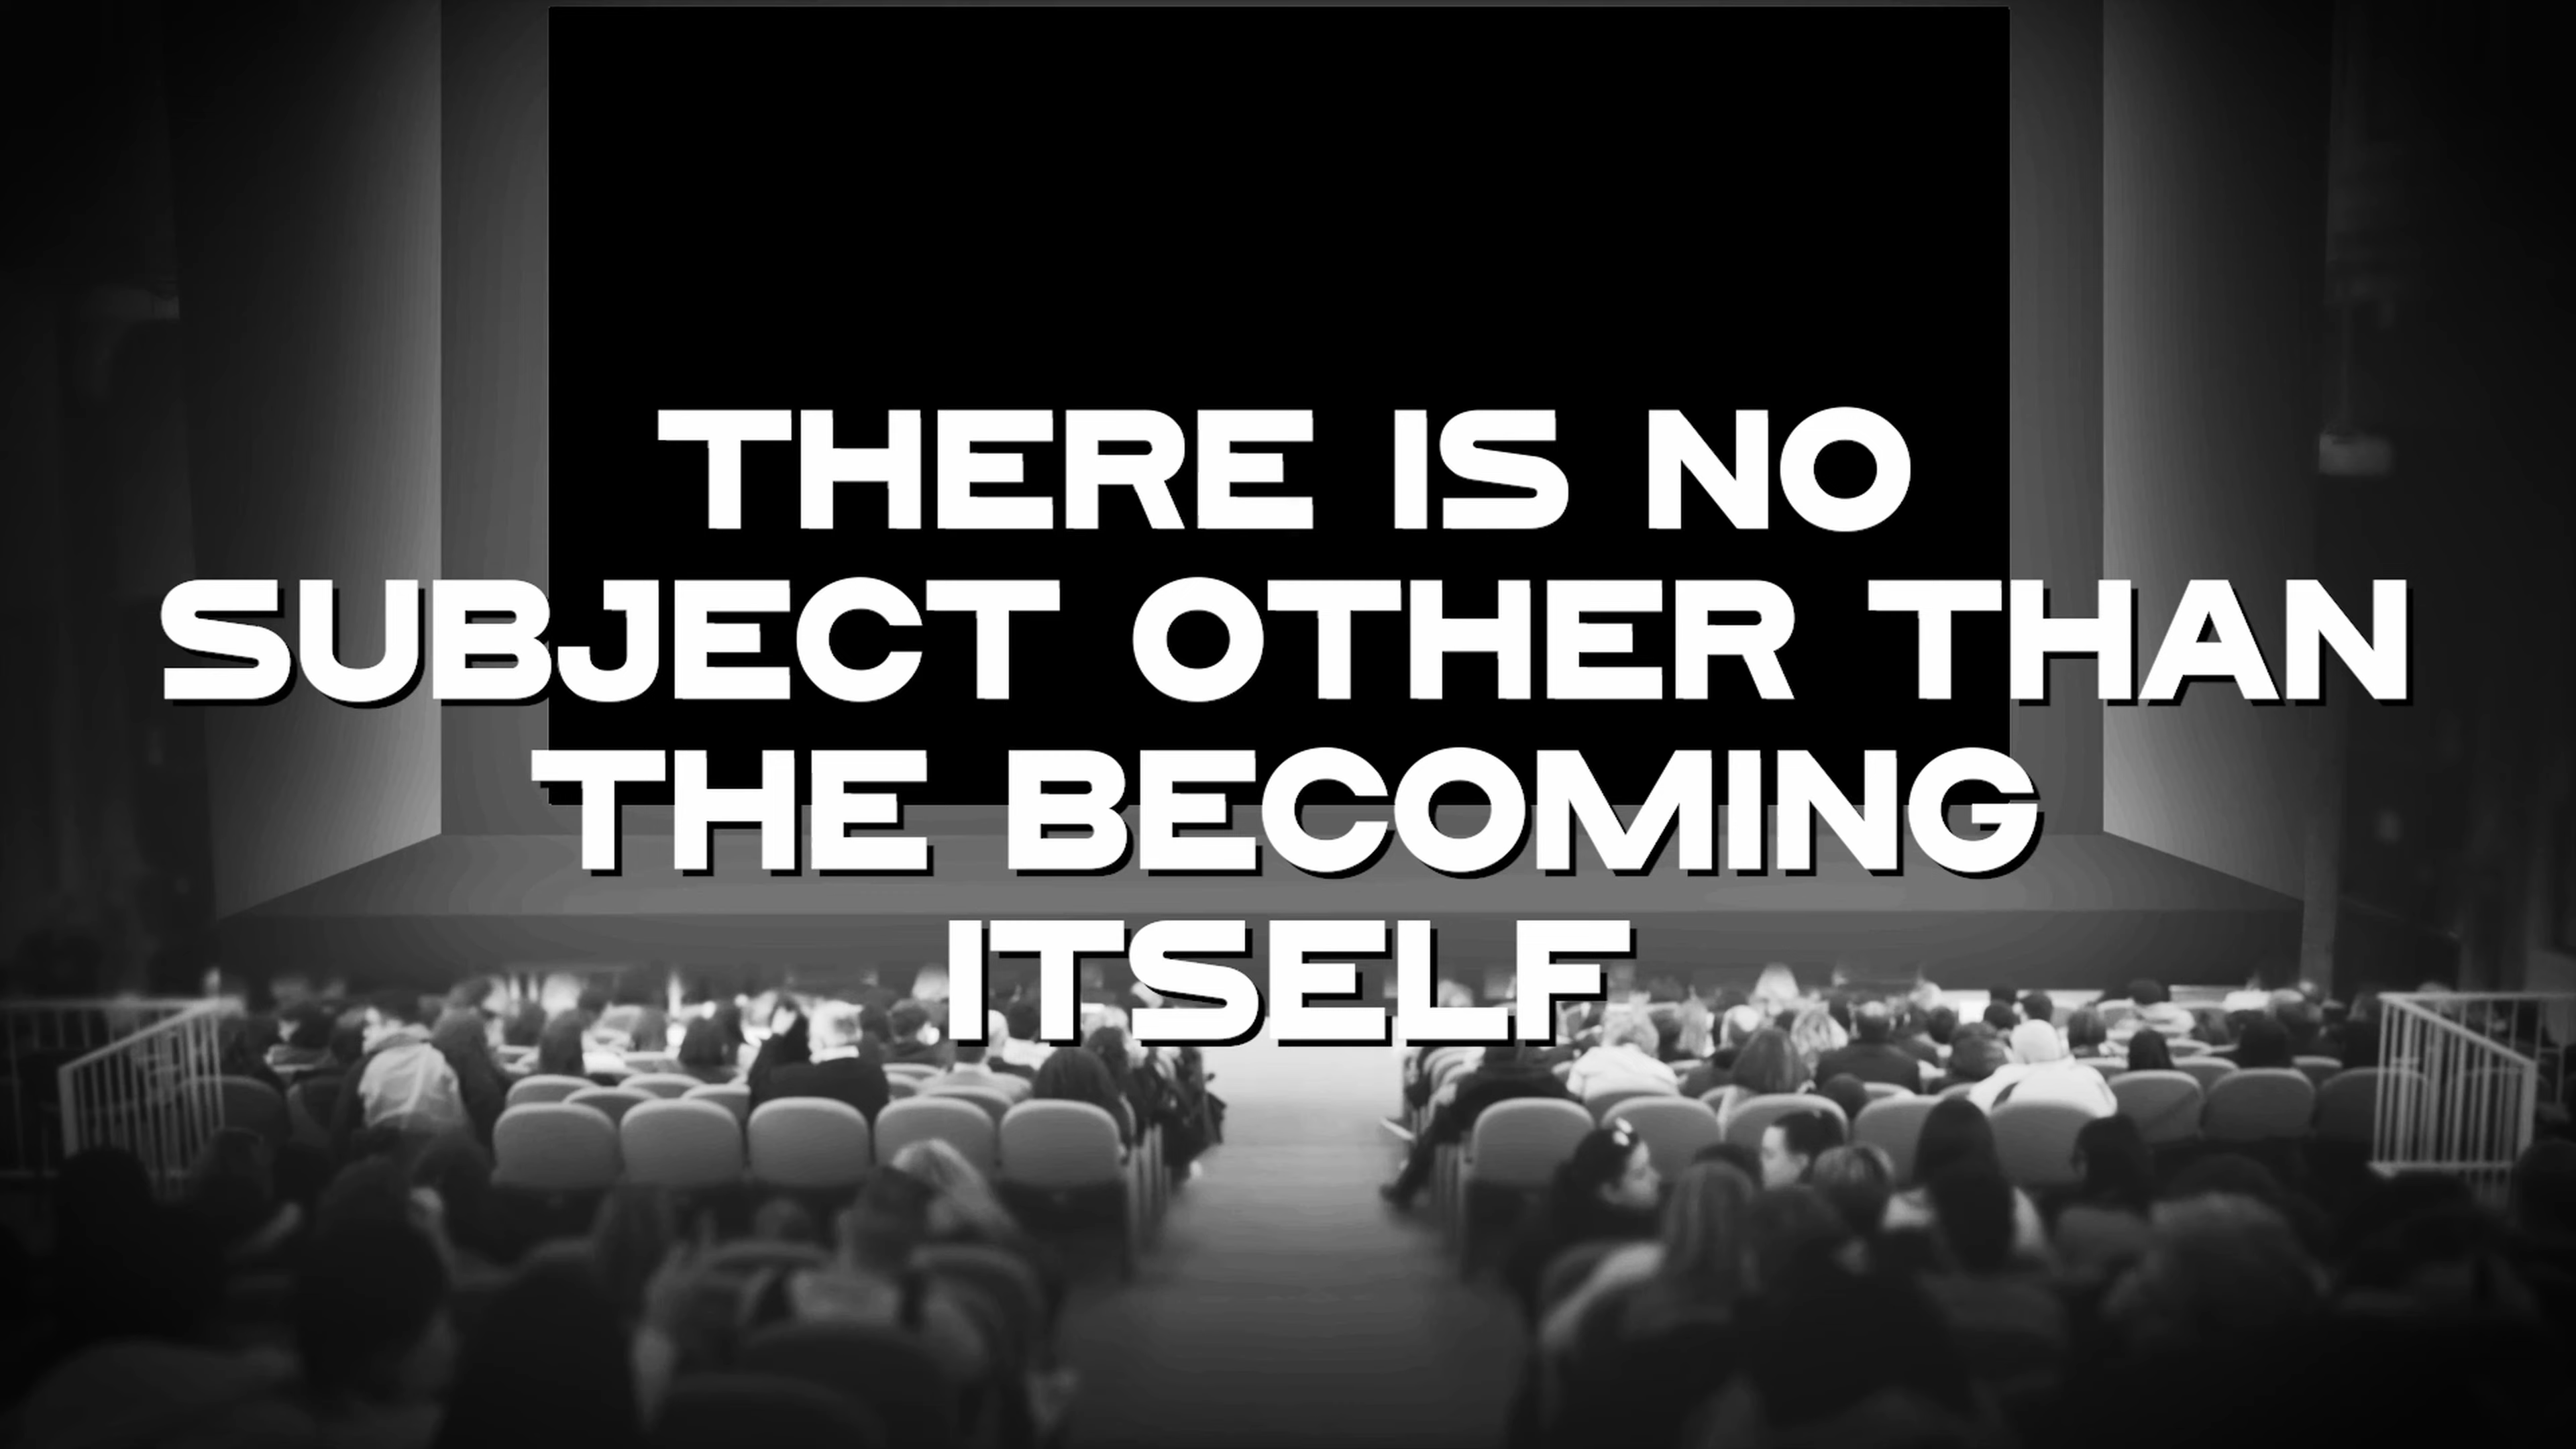 THERE IS NO
SUBJECT OTHER THAN
THE BECOMING
ITSELF